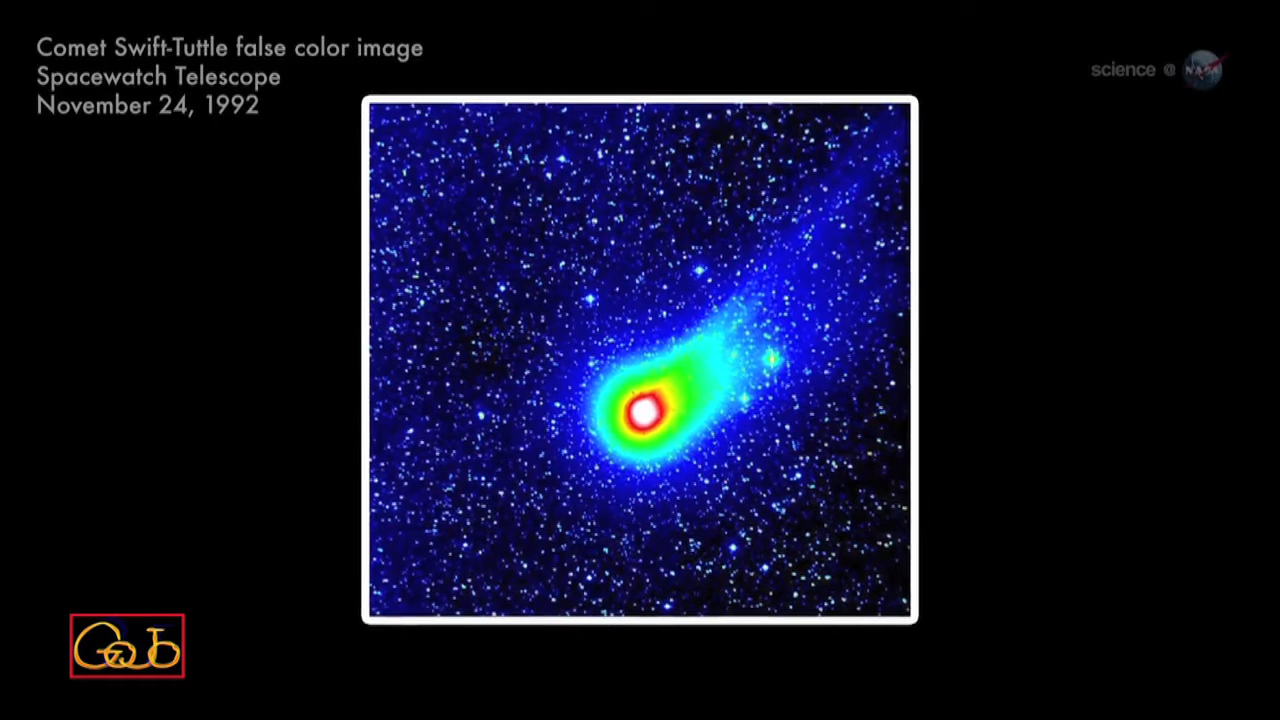 Comet Swift-Tuttle false color image
Spacewatch Telescope
November 24, 1992
science @ NASA